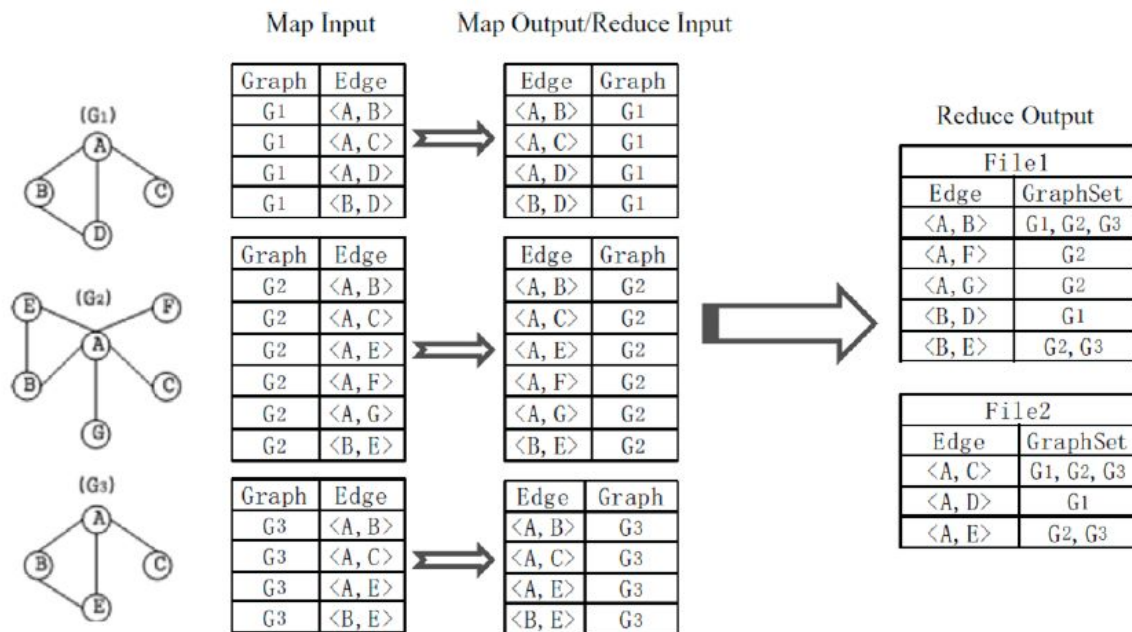 Map Input
Map Output/Reduce Input
(G1)
A
B
C
D
Graph Edge
G1 <A, B>
G1 <A, C>
G1 <A, D>
G1 <B, D>
Edge Graph
<A, B> G1
<A, C> G1
<A, D> G1
<B, D> G1
(G2)
E
F
A
B
C
G
Graph Edge
G2 <A, B>
G2 <A, C>
G2 <A, E>
G2 <A, F>
G2 <A, G>
G2 <B, E>
Edge Graph
<A, B> G2
<A, C> G2
<A, E> G2
<A, F> G2
<A, G> G2
<B, E> G2
(G3)
A
B
C
E
Graph Edge
G3 <A, B>
G3 <A, C>
G3 <A, E>
G3 <B, E>
Edge Graph
<A, B> G3
<A, C> G3
<A, E> G3
<B, E> G3
Reduce Output
File1
Edge GraphSet
<A, B> G1, G2, G3
<A, F> G2
<A, G> G2
<B, D> G1
<B, E> G2, G3
File2
Edge GraphSet
<A, C> G1, G2, G3
<A, D> G1
<A, E> G2, G3